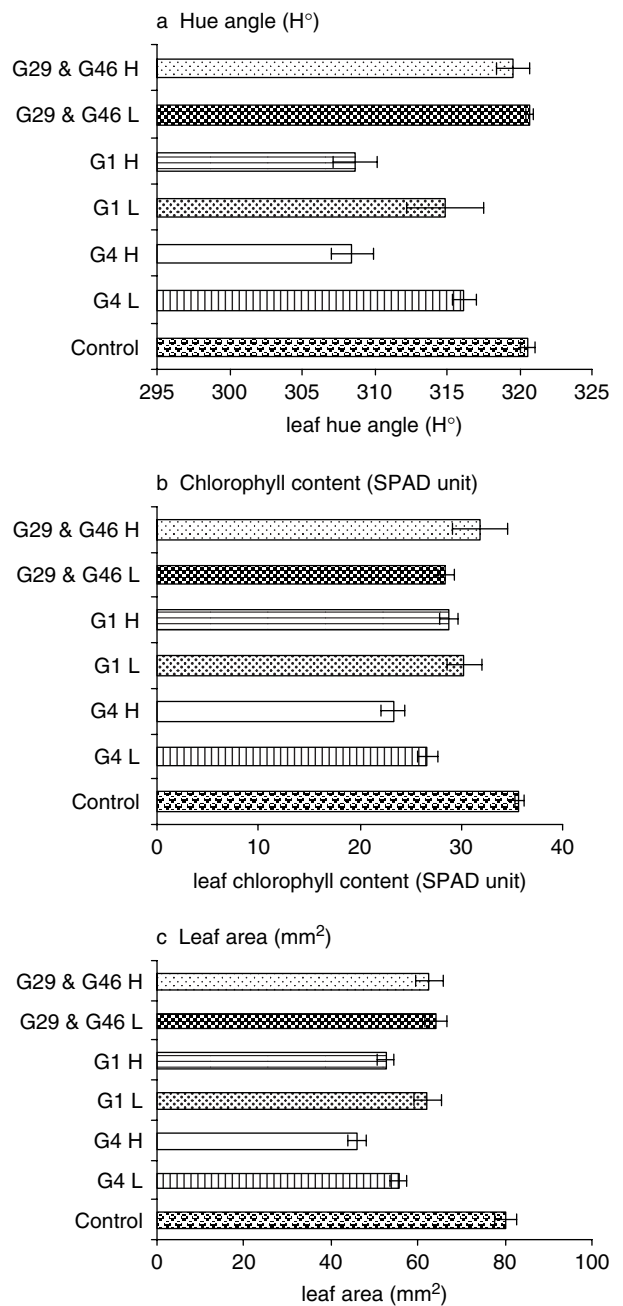 a Hue angle (H°)
G29 & G46 H
G29 & G46 L
G1 H
G1 L
G4 H
G4 L
Control
295 300 305 310 315 320 325
leaf hue angle (H°)
b Chlorophyll content (SPAD unit)
G29 & G46 H
G29 & G46 L
G1 H
G1 L
G4 H
G4 L
Control
0 10 20 30 40
leaf chlorophyll content (SPAD unit)
c Leaf area (mm²)
G29 & G46 H
G29 & G46 L
G1 H
G1 L
G4 H
G4 L
Control
0 20 40 60 80 100
leaf area (mm²)